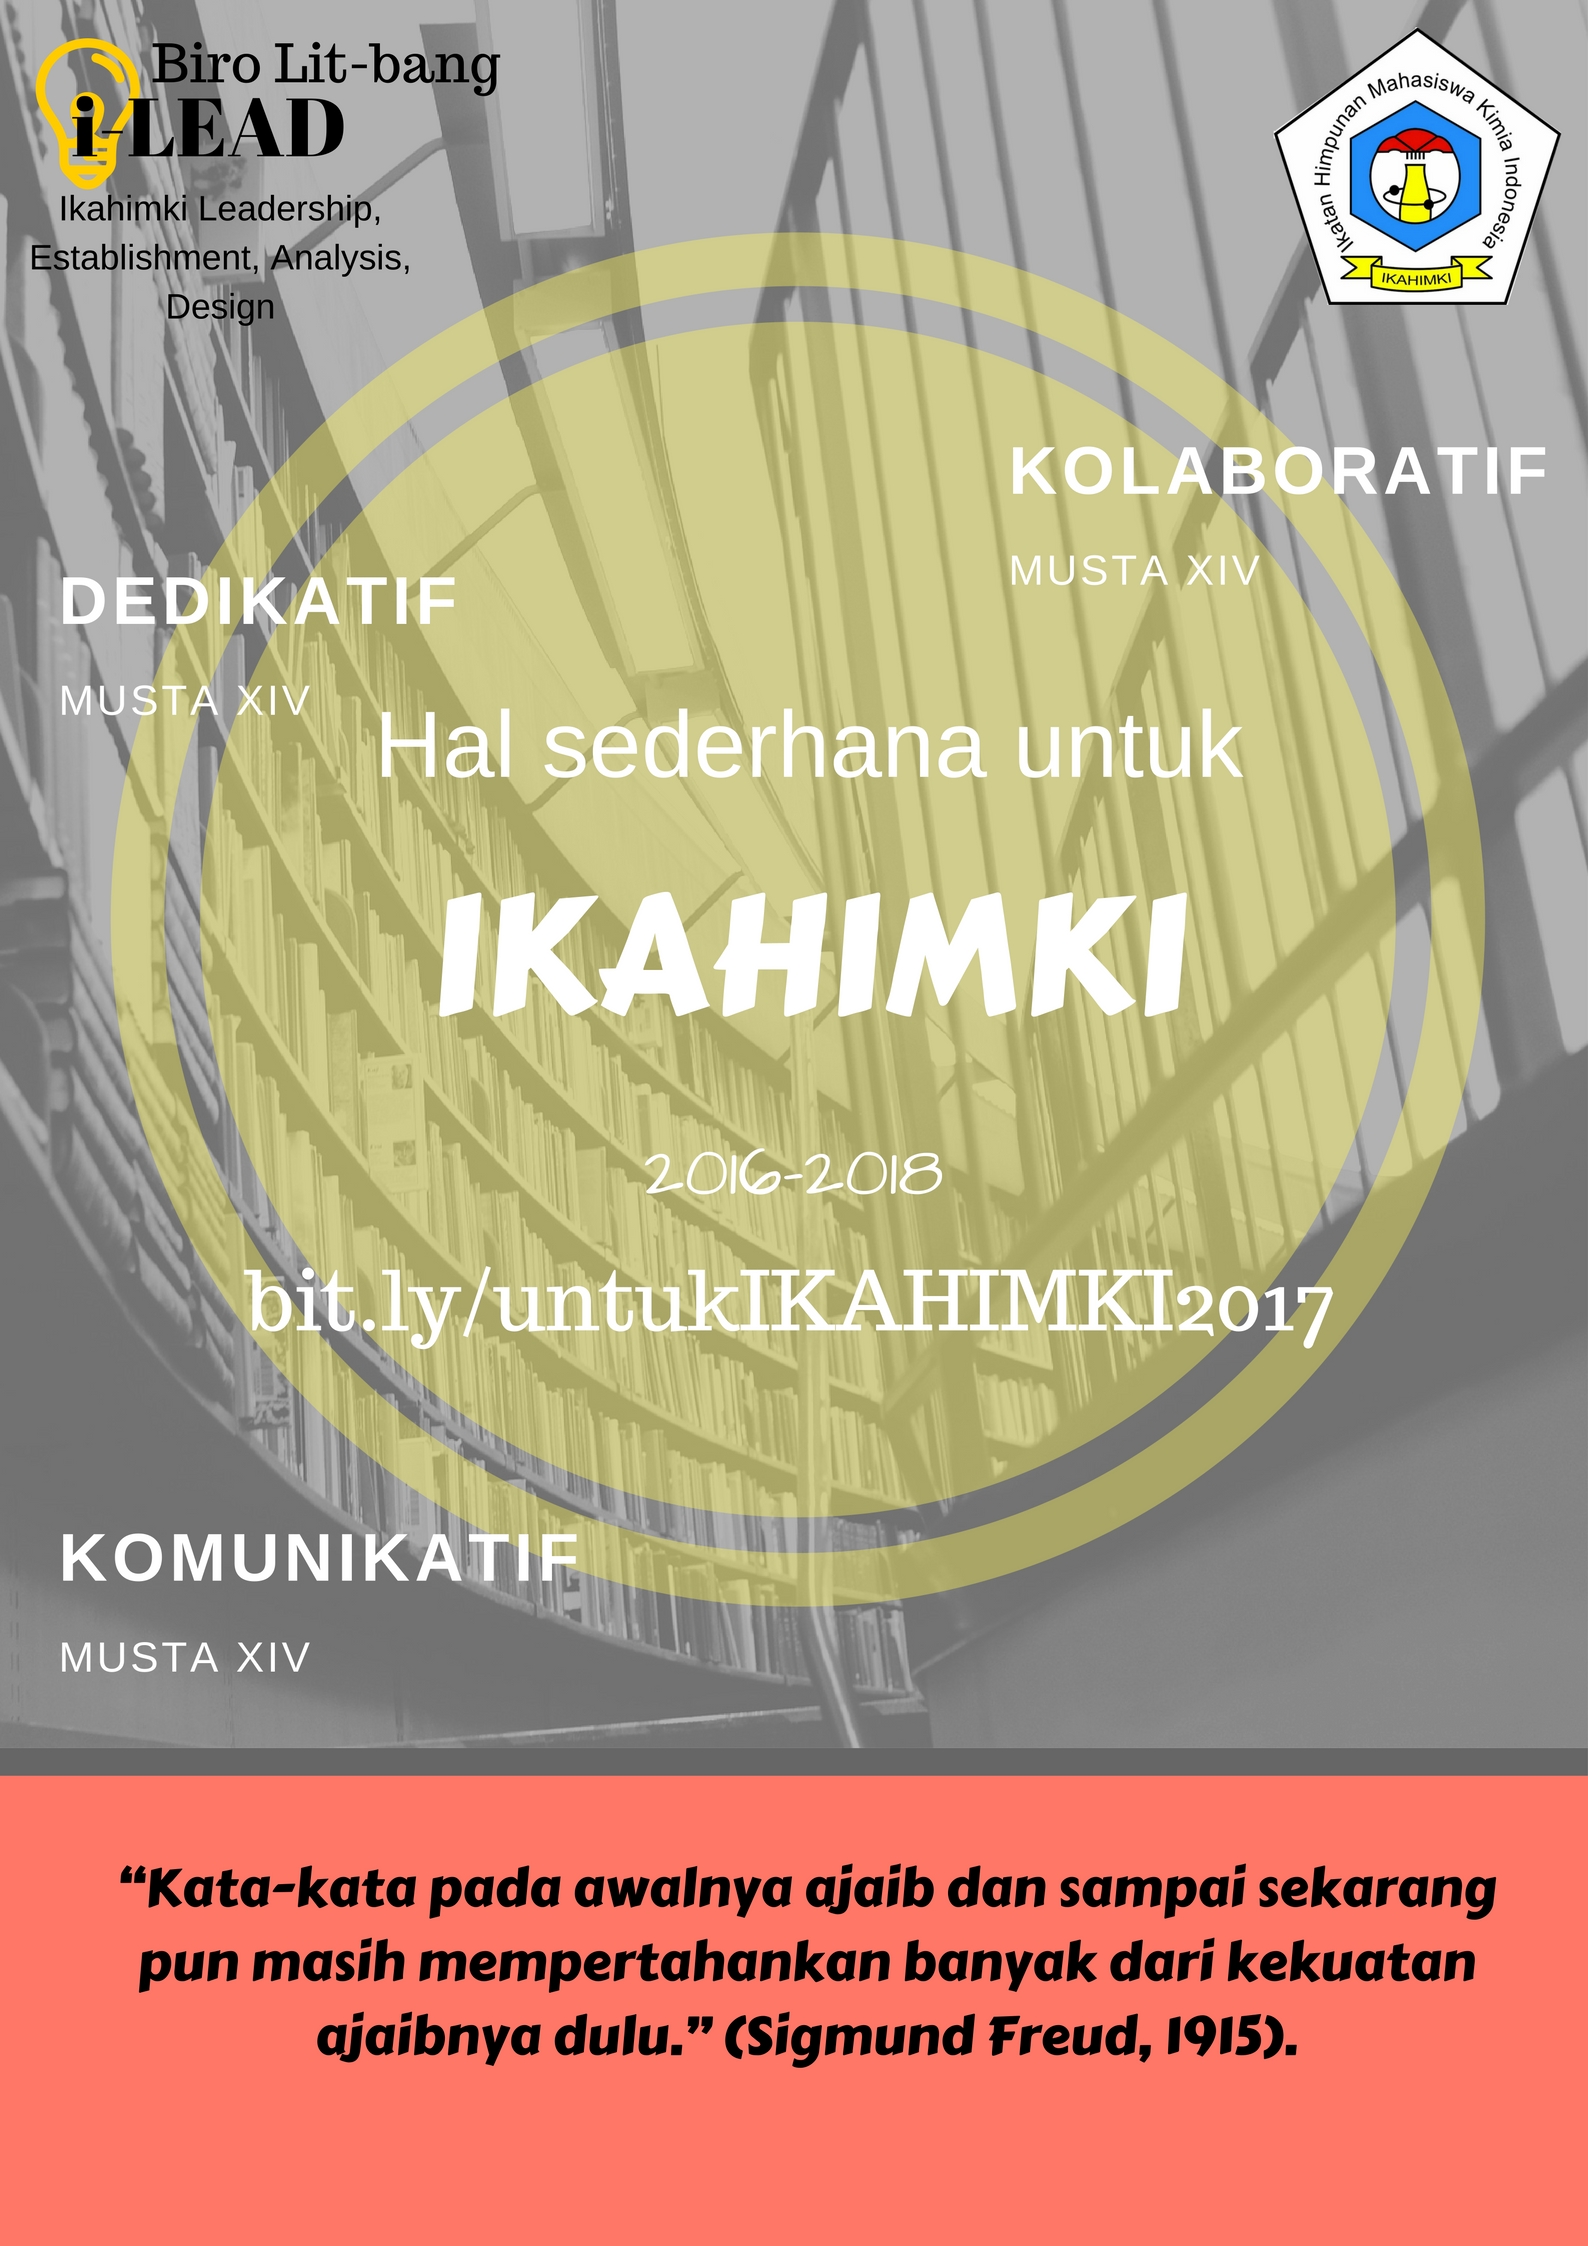 Biro Lit-bang
i-LEAD
Ikahimki Leadership,
Establishment, Analysis,
Design
Ikatan Himpunan Mahasiswa Kimia Indonesia
IKAHIMKI
KOLABORATIF
MUSTA XIV
DEDIKATIF
MUSTA XIV
Hal sederhana untuk
IKAHIMKI
2016-2018
bit.ly/untukIKAHIMKI2017
KOMUNIKATIF
MUSTA XIV
“Kata-kata pada awalnya ajaib dan sampai sekarang
pun masih mempertahankan banyak dari kekuatan
ajaibnya dulu.” (Sigmund Freud, 1915).